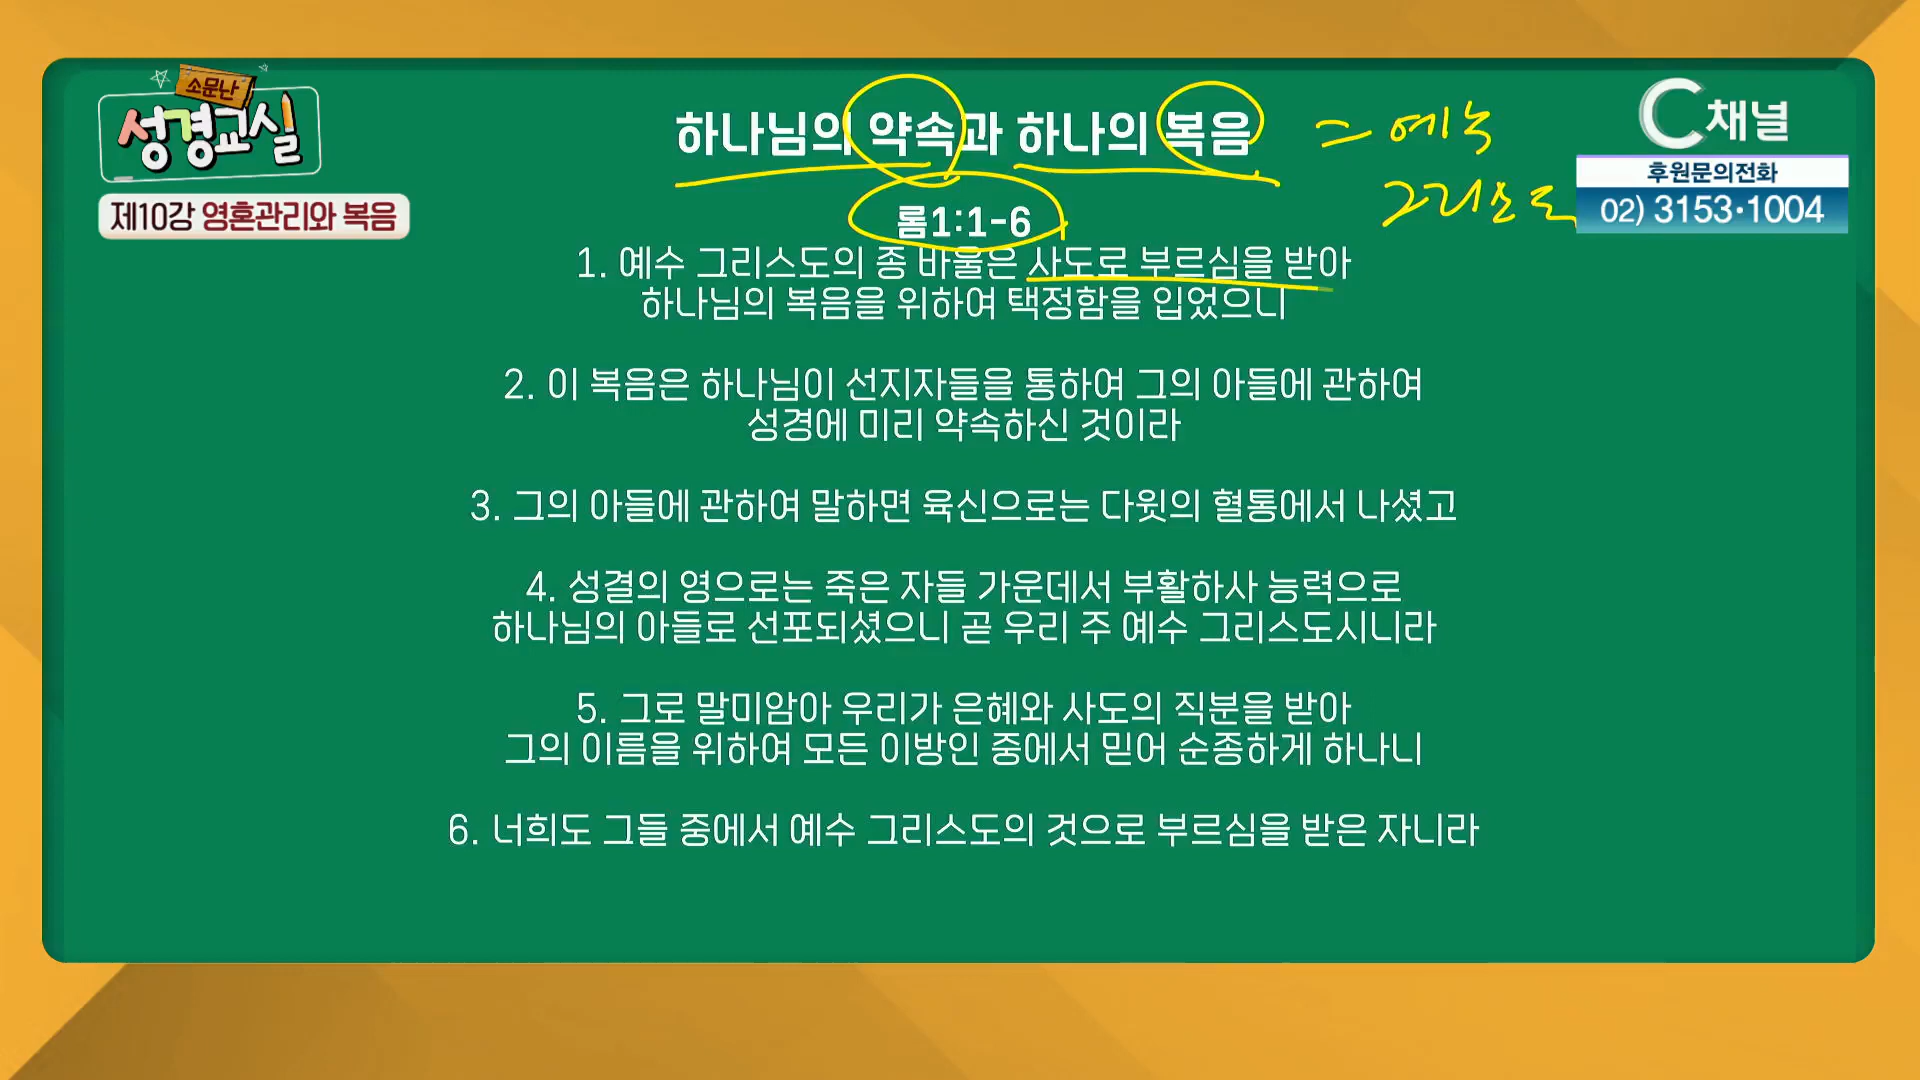 소문난
성경교실
제10강 영혼관리와 복음
하나님의 약속과 하나의 복음
= 예수
그리스도
C채널
후원문의전화
02) 3153·1004
롬1:1-6
1. 예수 그리스도의 종 바울은 사도로 부르심을 받아
하나님의 복음을 위하여 택정함을 입었으니
2. 이 복음은 하나님이 선지자들을 통하여 그의 아들에 관하여
성경에 미리 약속하신 것이라
3. 그의 아들에 관하여 말하면 육신으로는 다윗의 혈통에서 나셨고
4. 성결의 영으로는 죽은 자들 가운데서 부활하사 능력으로
하나님의 아들로 선포되셨으니 곧 우리 주 예수 그리스도시니라
5. 그로 말미암아 우리가 은혜와 사도의 직분을 받아
그의 이름을 위하여 모든 이방인 중에서 믿어 순종하게 하나니
6. 너희도 그들 중에서 예수 그리스도의 것으로 부르심을 받은 자니라